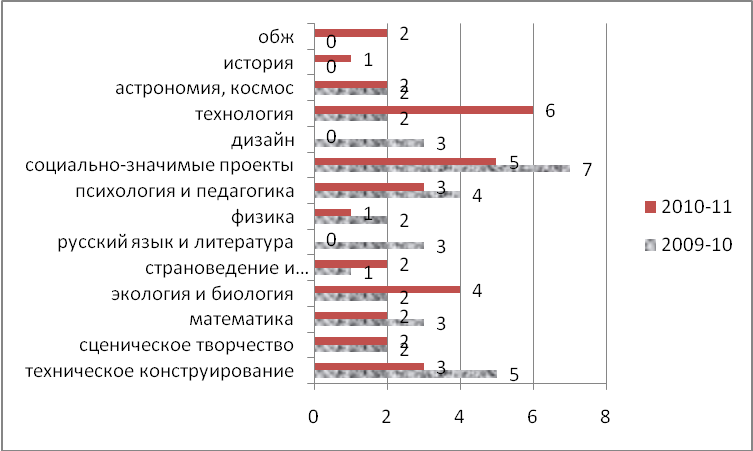 обж 2 0
история 1 0
астрономия, космос 2 2
технология 6 2
дизайн 0 3
социально-значимые проекты 5 7
психология и педагогика 3 4
физика 1 2
русский язык и литература 0 3
страноведение и... 2 1
экология и биология 4 2
математика 2 3
сценическое творчество 2 2
техническое конструирование 3 5
0 2 4 6 8
2010-11
2009-10